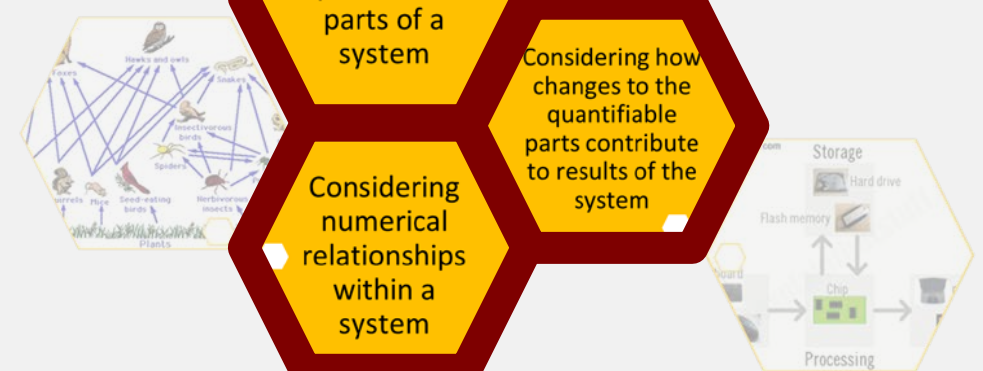 parts of a
system
Considering how
changes to the
quantifiable
parts contribute
to results of the
system
Considering
numerical
relationships
within a
system
Hawks and owls
Foxes
Snakes
Insectivorous
birds
Spiders
Mice
Seed-eating
birds
Herbivorous
insects
Plants
com
Storage
Hard drive
Flash memory
Chip
Processing